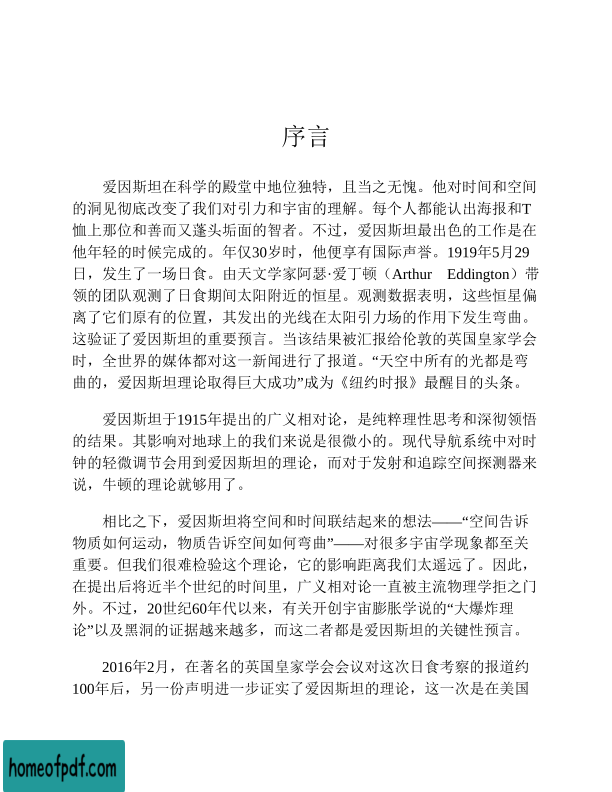 序言
爱因斯坦在科学的殿堂中地位独特，且当之无愧。他对时间和空间
的洞见彻底改变了我们对引力和宇宙的理解。每个人都能认出海报和T
恤上那位和善而又蓬头垢面的智者。不过，爱因斯坦最出色的工作是在
他年轻的时候完成的。年仅30岁时，他便享有国际声誉。1919年5月29
日，发生了一场日食。由天文学家阿瑟·爱丁顿（Arthur Eddington）带
领的团队观测了日食期间太阳附近的恒星。观测数据表明，这些恒星偏
离了它们原有的位置，其发出的光线在太阳引力场的作用下发生弯曲。
这验证了爱因斯坦的重要预言。当该结果被汇报给伦敦的英国皇家学会
时，全世界的媒体都对这一新闻进行了报道。“天空中所有的光都是弯
曲的，爱因斯坦理论取得巨大成功”成为《纽约时报》最醒目的头条。
爱因斯坦于1915年提出的广义相对论，是纯粹理性思考和深彻领悟
的结果。其影响对地球上的我们来说是很微小的。现代导航系统中对时
钟的轻微调节会用到爱因斯坦的理论，而对于发射和追踪空间探测器来
说，牛顿的理论就够用了。
相比之下，爱因斯坦将空间和时间联结起来的想法——“空间告诉
物质如何运动，物质告诉空间如何弯曲”——对很多宇宙学现象都至关
重要。但我们很难检验这个理论，它的影响距离我们太遥远了。因此，
在提出后将近半个世纪的时间里，广义相对论一直被主流物理学拒之门
外。不过，20世纪60年代以来，有关开创宇宙膨胀学说的“大爆炸理
论”以及黑洞的证据越来越多，而这二者都是爱因斯坦的关键性预言。
2016年2月，在著名的英国皇家学会会议对这次日食考察的报道约
100年后，另一份声明进一步证实了爱因斯坦的理论，这一次是在美国
homeofpdf.com